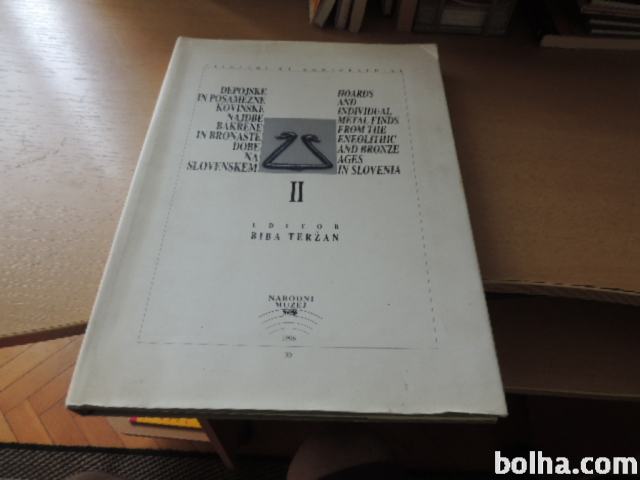 DEPOJSKE
IN POSAMEZNE
KOVINSKE
NAJDBE
BAKRENE
IN BRONASTE
DOBE
NA
SLOVENSKEM
HOARDS
AND
INDIVIDUAL
METAL FINDS
FROM THE
ENEOLITHIC
AND BRONZE
AGES
IN SLOVENIA
II
EDITOR
BIBA TERŽAN
NARODNI
MUZEJ
1996
30
bolha.com